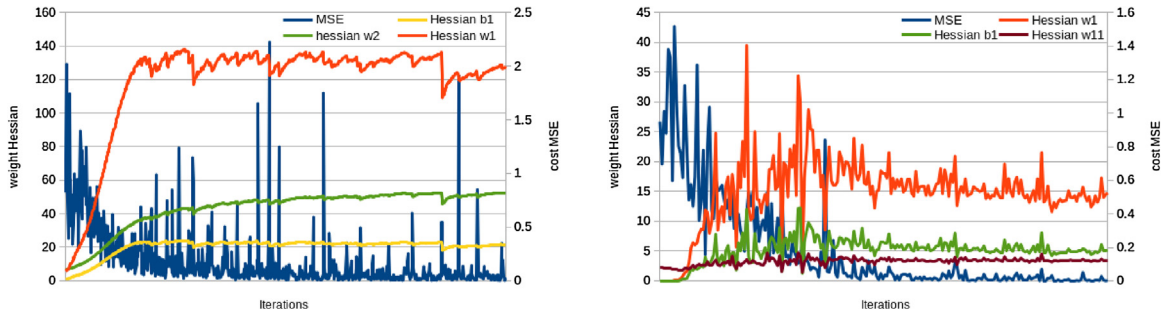 MSE
Hessian b1
hessian w2
Hessian w1
160
140
120
100
80
60
40
20
0
weight Hessian
2.5
2
1.5
1
0.5
0
cost MSE
Iterations
MSE
Hessian w1
Hessian b1
Hessian w11
45
40
35
30
25
20
15
10
5
0
weight Hessian
1.6
1.4
1.2
1
0.8
0.6
0.4
0.2
0
cost MSE
Iterations